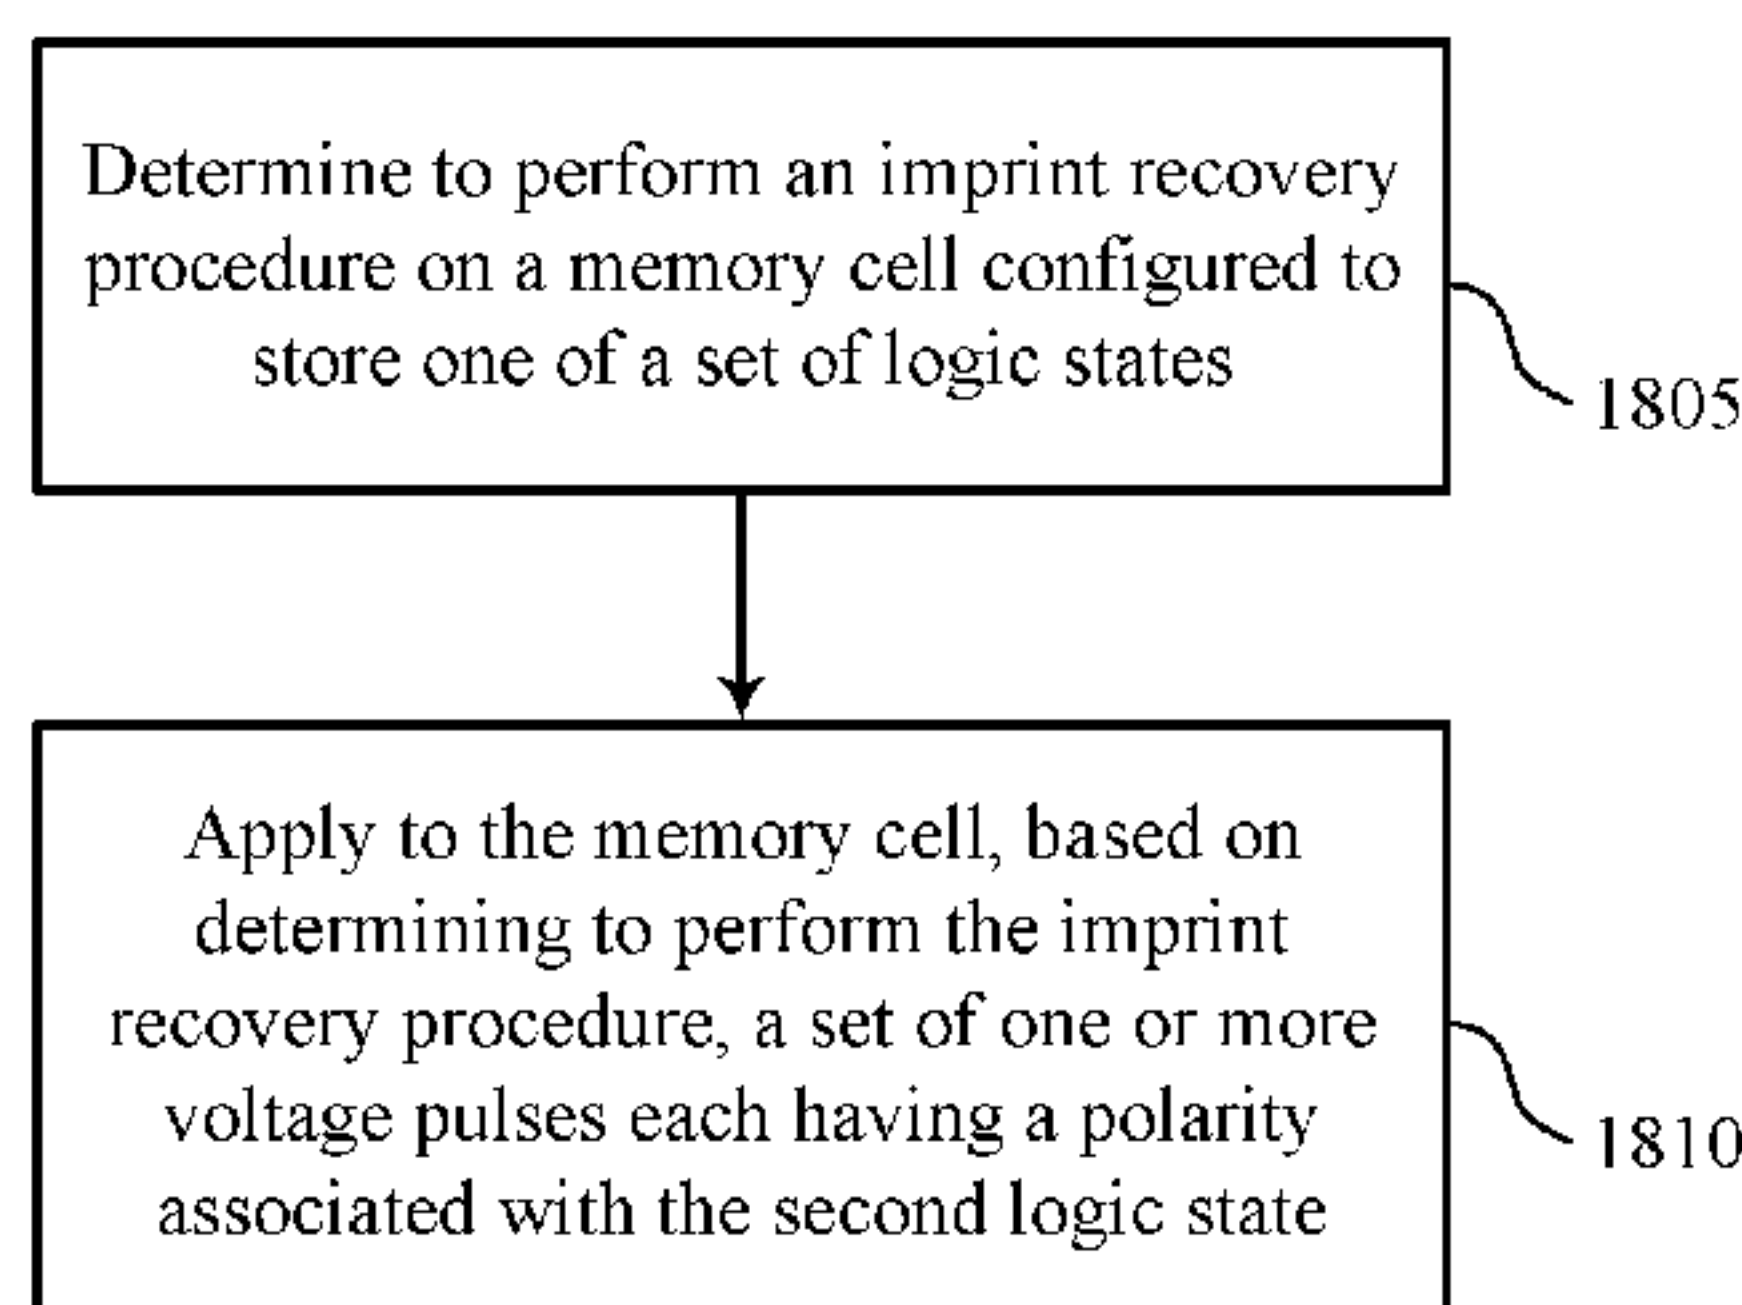 Determine to perform an imprint recovery
procedure on a memory cell configured to
store one of a set of logic states
1805
Apply to the memory cell, based on
determining to perform the imprint
recovery procedure, a set of one or more
voltage pulses each having a polarity
associated with the second logic state
1810